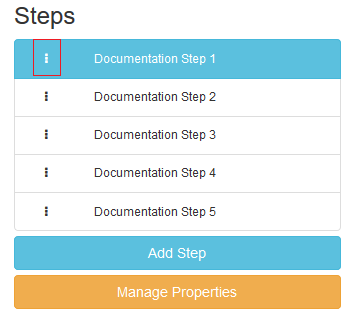 Steps
Documentation Step 1
Documentation Step 2
Documentation Step 3
Documentation Step 4
Documentation Step 5
Add Step
Manage Properties